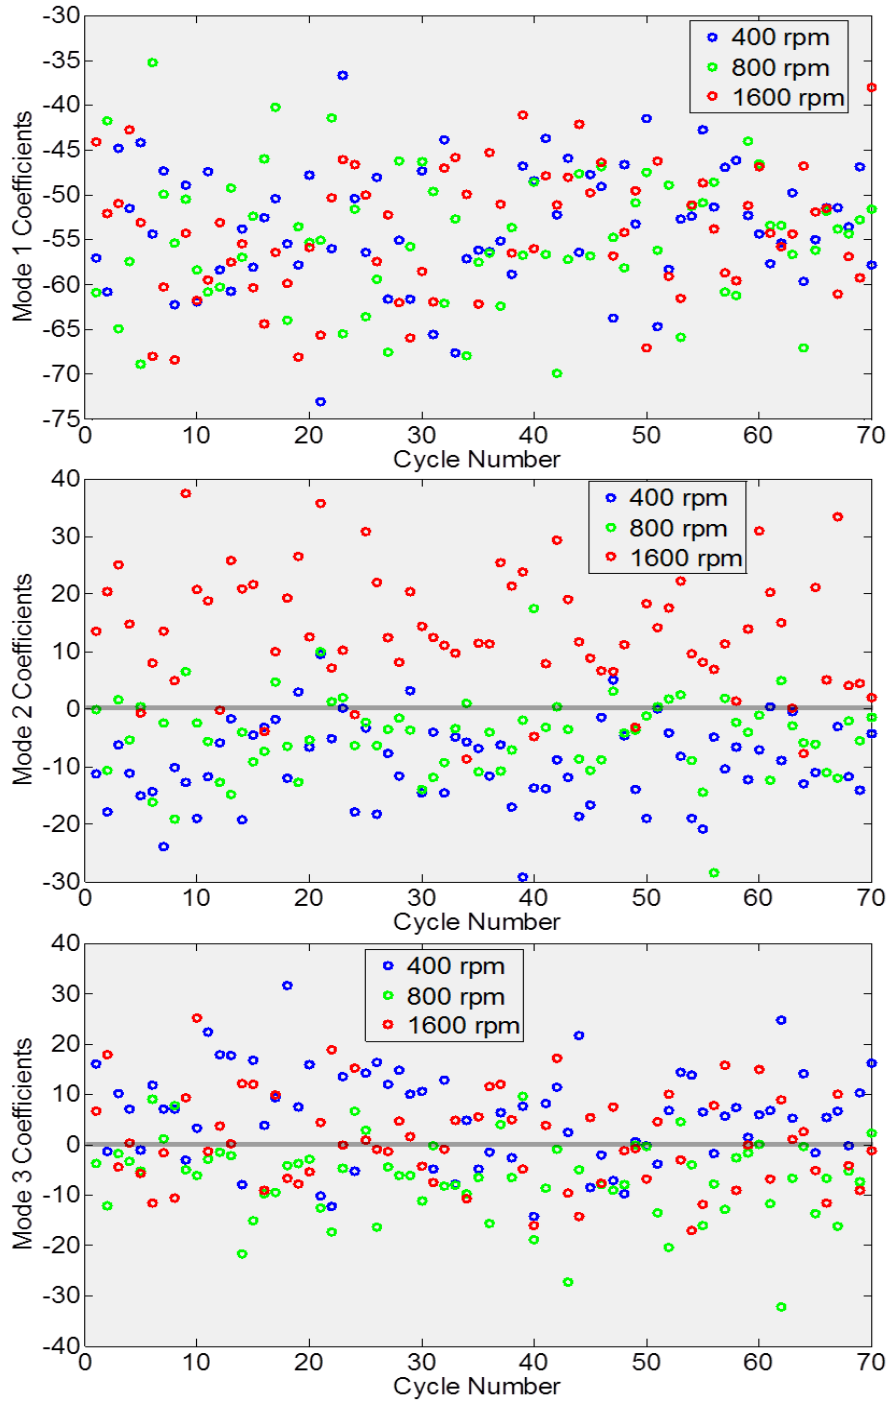 -30
-35
-40
-45
-50
-55
-60
-65
-70
-75
Mode 1 Coefficients
400 rpm
800 rpm
1600 rpm
0 10 20 30 40 50 60 70
Cycle Number
40
30
20
10
0
-10
-20
-30
Mode 2 Coefficients
400 rpm
800 rpm
1600 rpm
0 10 20 30 40 50 60 70
Cycle Number
40
30
20
10
0
-10
-20
-30
-40
Mode 3 Coefficients
400 rpm
800 rpm
1600 rpm
0 10 20 30 40 50 60 70
Cycle Number